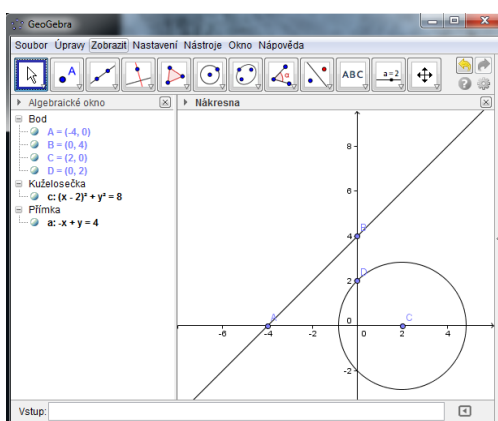 GeoGebra
Soubor Úpravy Zobrazit Nastavení Nástroje Okno Nápověda
ABC a=2
Algebraické okno
Nákresna
Bod
A = (-4, 0)
B = (0, 4)
C = (2, 0)
D = (0, 2)
Kuželosečka
c: (x - 2)² + y² = 8
Přímka
a: -x + y = 4
8
6
B
4
D
2
A
0
C
-6 -4 -2 0 2 4
-2
Vstup: